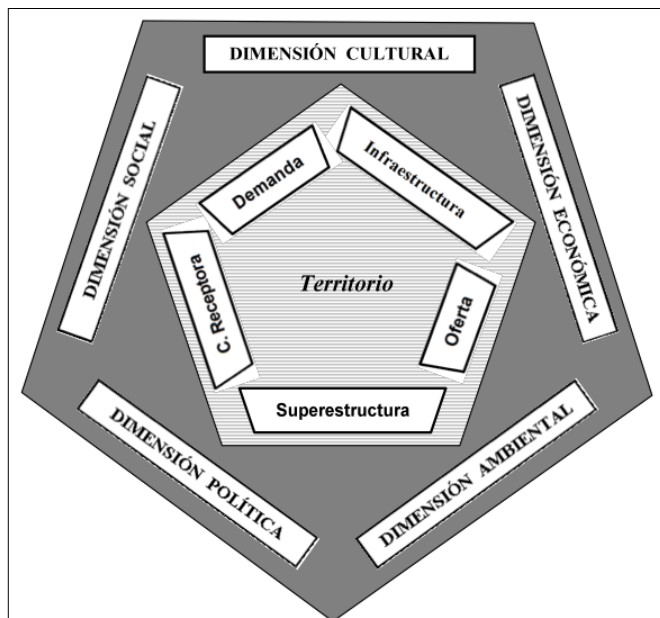 DIMENSIÓN CULTURAL
DIMENSIÓN SOCIAL
DIMENSIÓN ECONÓMICA
Demanda
Infraestructura
C. Receptora
Territorio
Oferta
Superestructura
DIMENSIÓN POLÍTICA
DIMENSIÓN AMBIENTAL